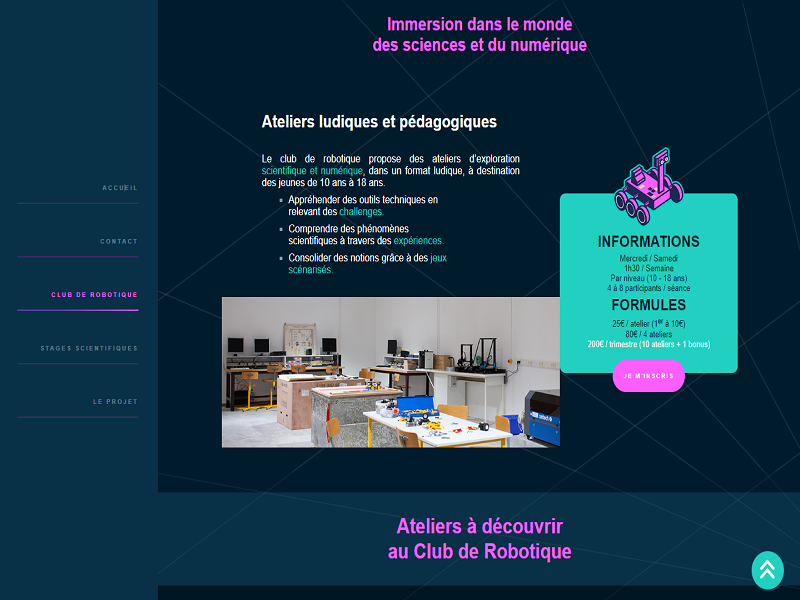 Immersion dans le monde
des sciences et du numérique
Ateliers ludiques et pédagogiques
Le club de robotique propose des ateliers d'exploration
scientifique et numérique, dans un format ludique, à destination
des jeunes de 10 ans à 18 ans.
Appréhender des outils techniques en
relevant des challenges.
Comprendre des phénomènes
scientifiques à travers des expériences.
Consolider des notions grâce à des jeux
scénarisés.
ACCUEIL
CONTACT
CLUB DE ROBOTIQUE
STAGES SCIENTIFIQUES
LE PROJET
INFORMATIONS
Mercredi / Samedi
1h30 / Semaine
Par niveau (10 - 18 ans)
4 à 8 participants / séance
FORMULES
25€ / atelier (1er à 10€)
80€ / 4 ateliers
200€ / trimestre (10 ateliers + 1 bonus)
JE M'INSCRIS
Ateliers à découvrir
au Club de Robotique